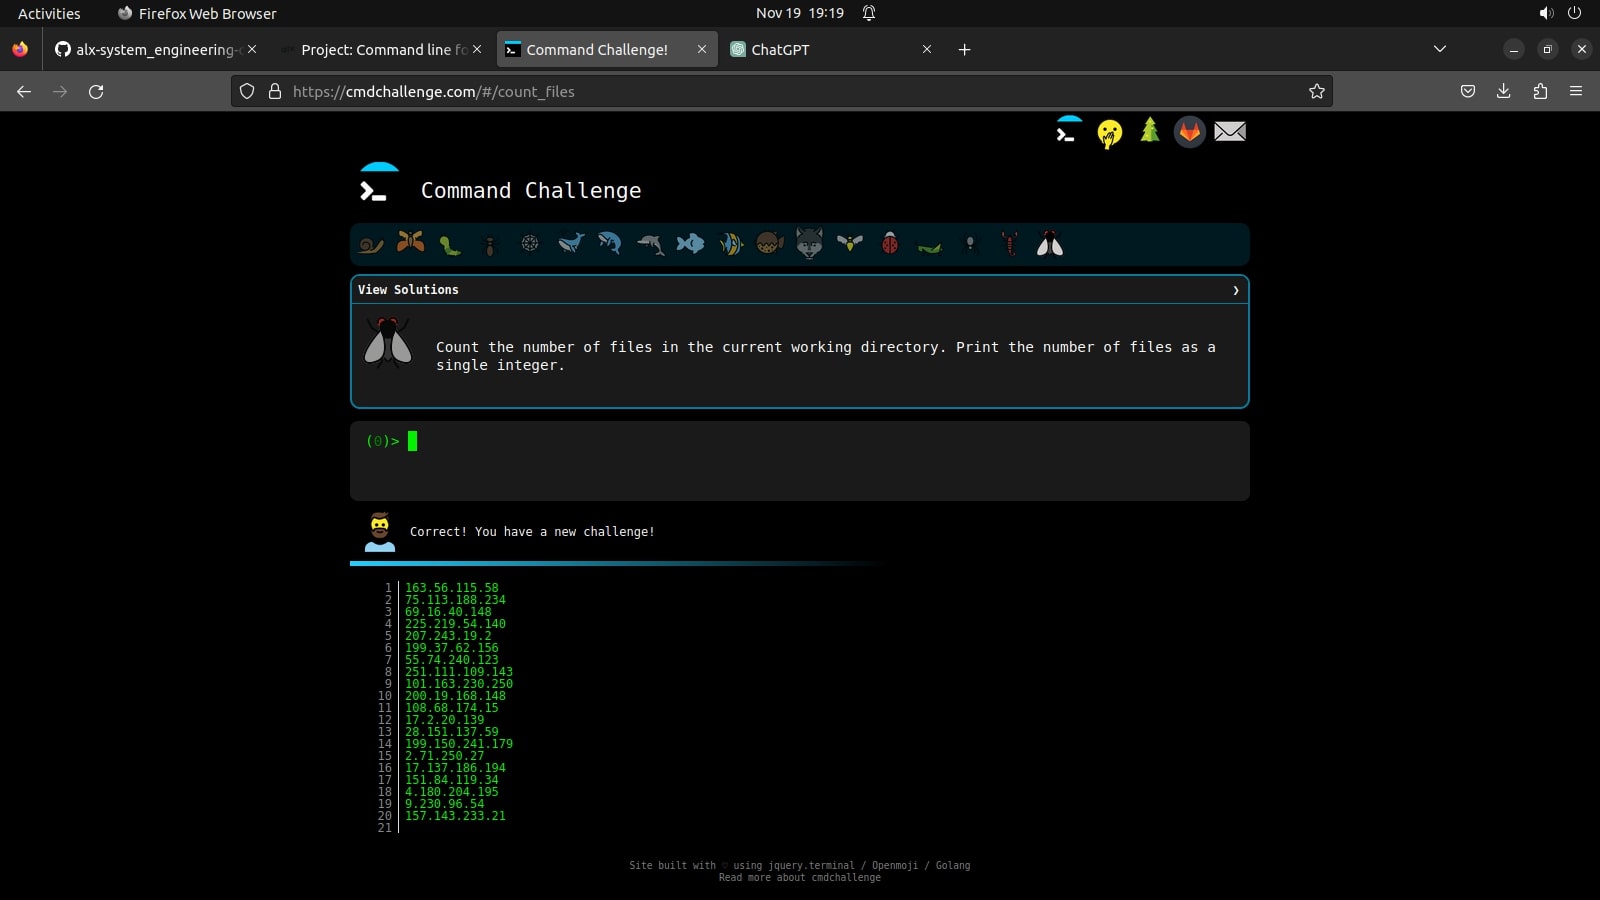 Activities
Firefox Web Browser
Nov 19 19:19
alx-system_engineering-
Project: Command line fo
Command Challenge!
ChatGPT
https://cmdchallenge.com/#/count_files
Command Challenge
View Solutions
Count the number of files in the current working directory. Print the number of files as a
single integer.
(0)>
Correct! You have a new challenge!
1 163.56.115.58
2 75.113.188.234
3 69.16.40.148
4 225.219.54.140
5 207.243.19.2
6 199.37.62.156
7 55.74.240.123
8 251.111.109.143
9 101.163.230.250
10 200.19.168.148
11 108.68.174.15
12 17.2.20.139
13 28.151.137.59
14 199.150.241.179
15 2.71.250.27
16 17.137.186.194
17 151.84.119.34
18 4.180.204.195
19 9.230.96.54
20 157.143.233.21
21
Site built with ♡ using jquery.terminal / Openmoji / Golang
Read more about cmdchallenge